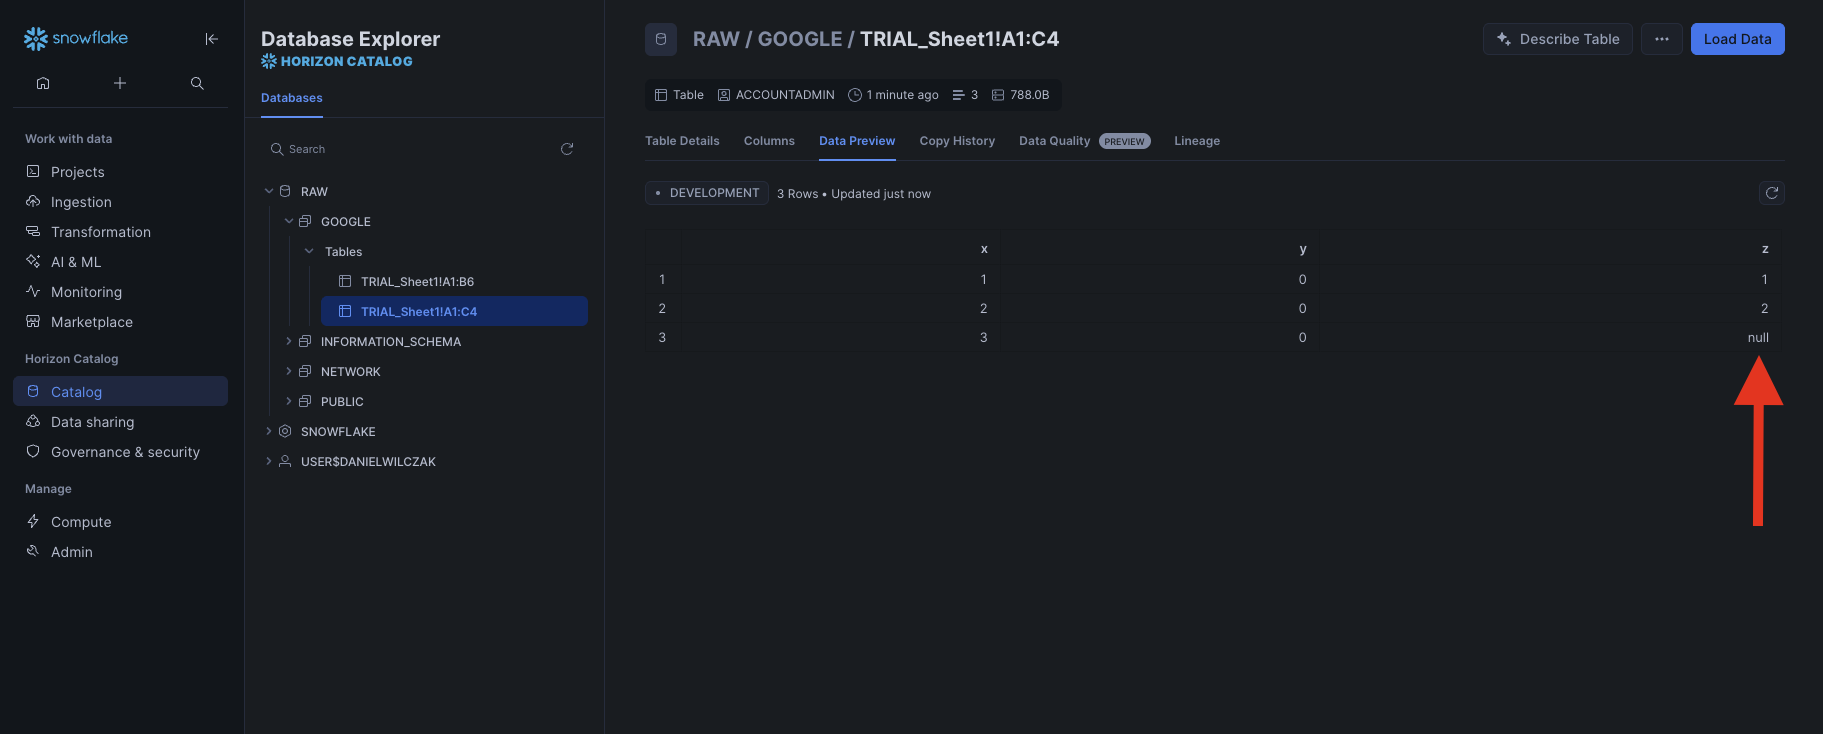 snowflake
Work with data
Projects
Ingestion
Transformation
AI & ML
Monitoring
Marketplace
Horizon Catalog
Catalog
Data sharing
Governance & security
Manage
Compute
Admin
Database Explorer
HORIZON CATALOG
Databases
Search
RAW
GOOGLE
Tables
TRIAL_Sheet1!A1:B6
TRIAL_Sheet1!A1:C4
INFORMATION_SCHEMA
NETWORK
PUBLIC
SNOWFLAKE
USER$DANIELWILCZAK
RAW / GOOGLE / TRIAL_Sheet1!A1:C4
Describe Table ... Load Data
Table ACCOUNTADMIN 1 minute ago 3 788.0B
Table Details Columns Data Preview Copy History Data Quality PREVIEW Lineage
• DEVELOPMENT 3 Rows • Updated just now
x y z
1 1 0 1
2 2 0 2
3 3 0 null